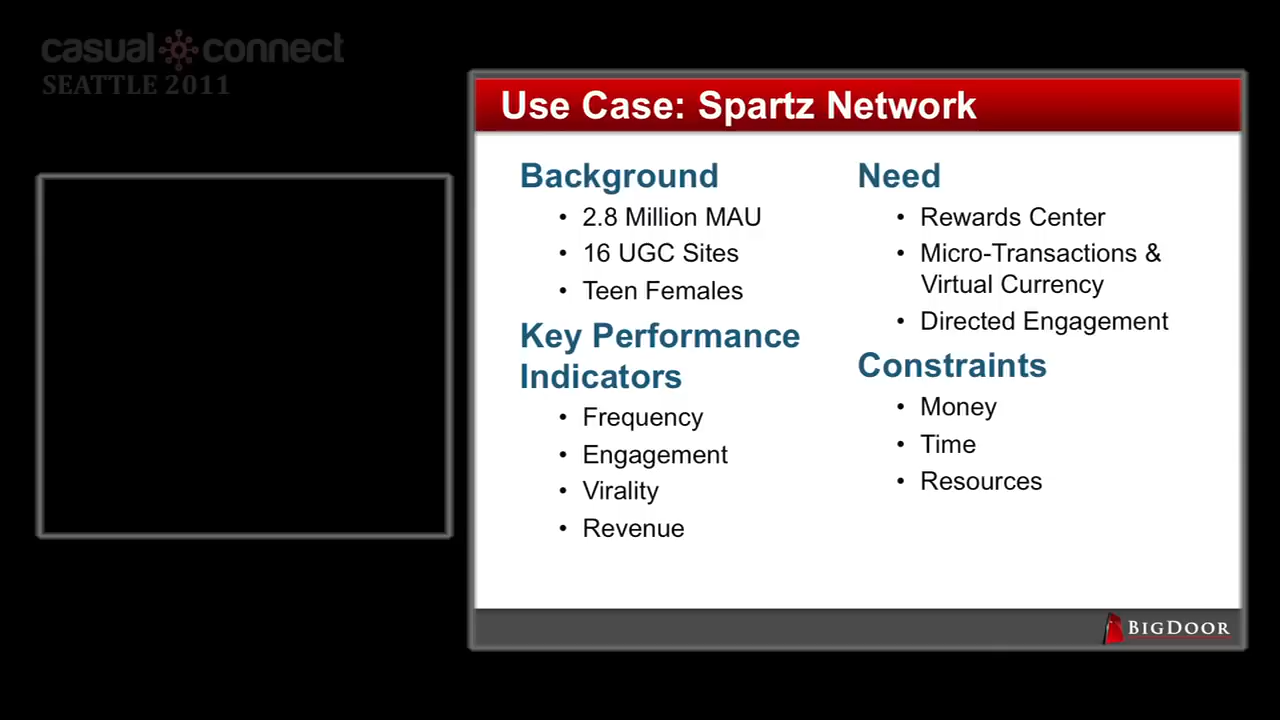 casual connect
SEATTLE 2011
Use Case: Spartz Network
Background
• 2.8 Million MAU
• 16 UGC Sites
• Teen Females
Key Performance
Indicators
• Frequency
• Engagement
• Virality
• Revenue
Need
• Rewards Center
• Micro-Transactions &
Virtual Currency
• Directed Engagement
Constraints
• Money
• Time
• Resources
BIGDOOR